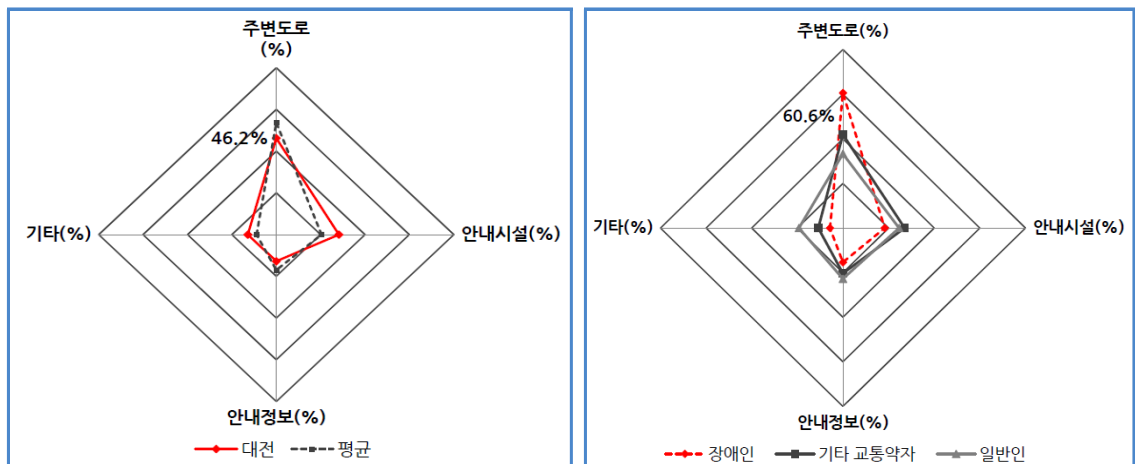 주변도로
(%)
46.2%
기타(%)
안내시설(%)
안내정보(%)
대전
평균
주변도로(%)
60.6%
기타(%)
안내시설(%)
안내정보(%)
장애인
기타 교통약자
일반인